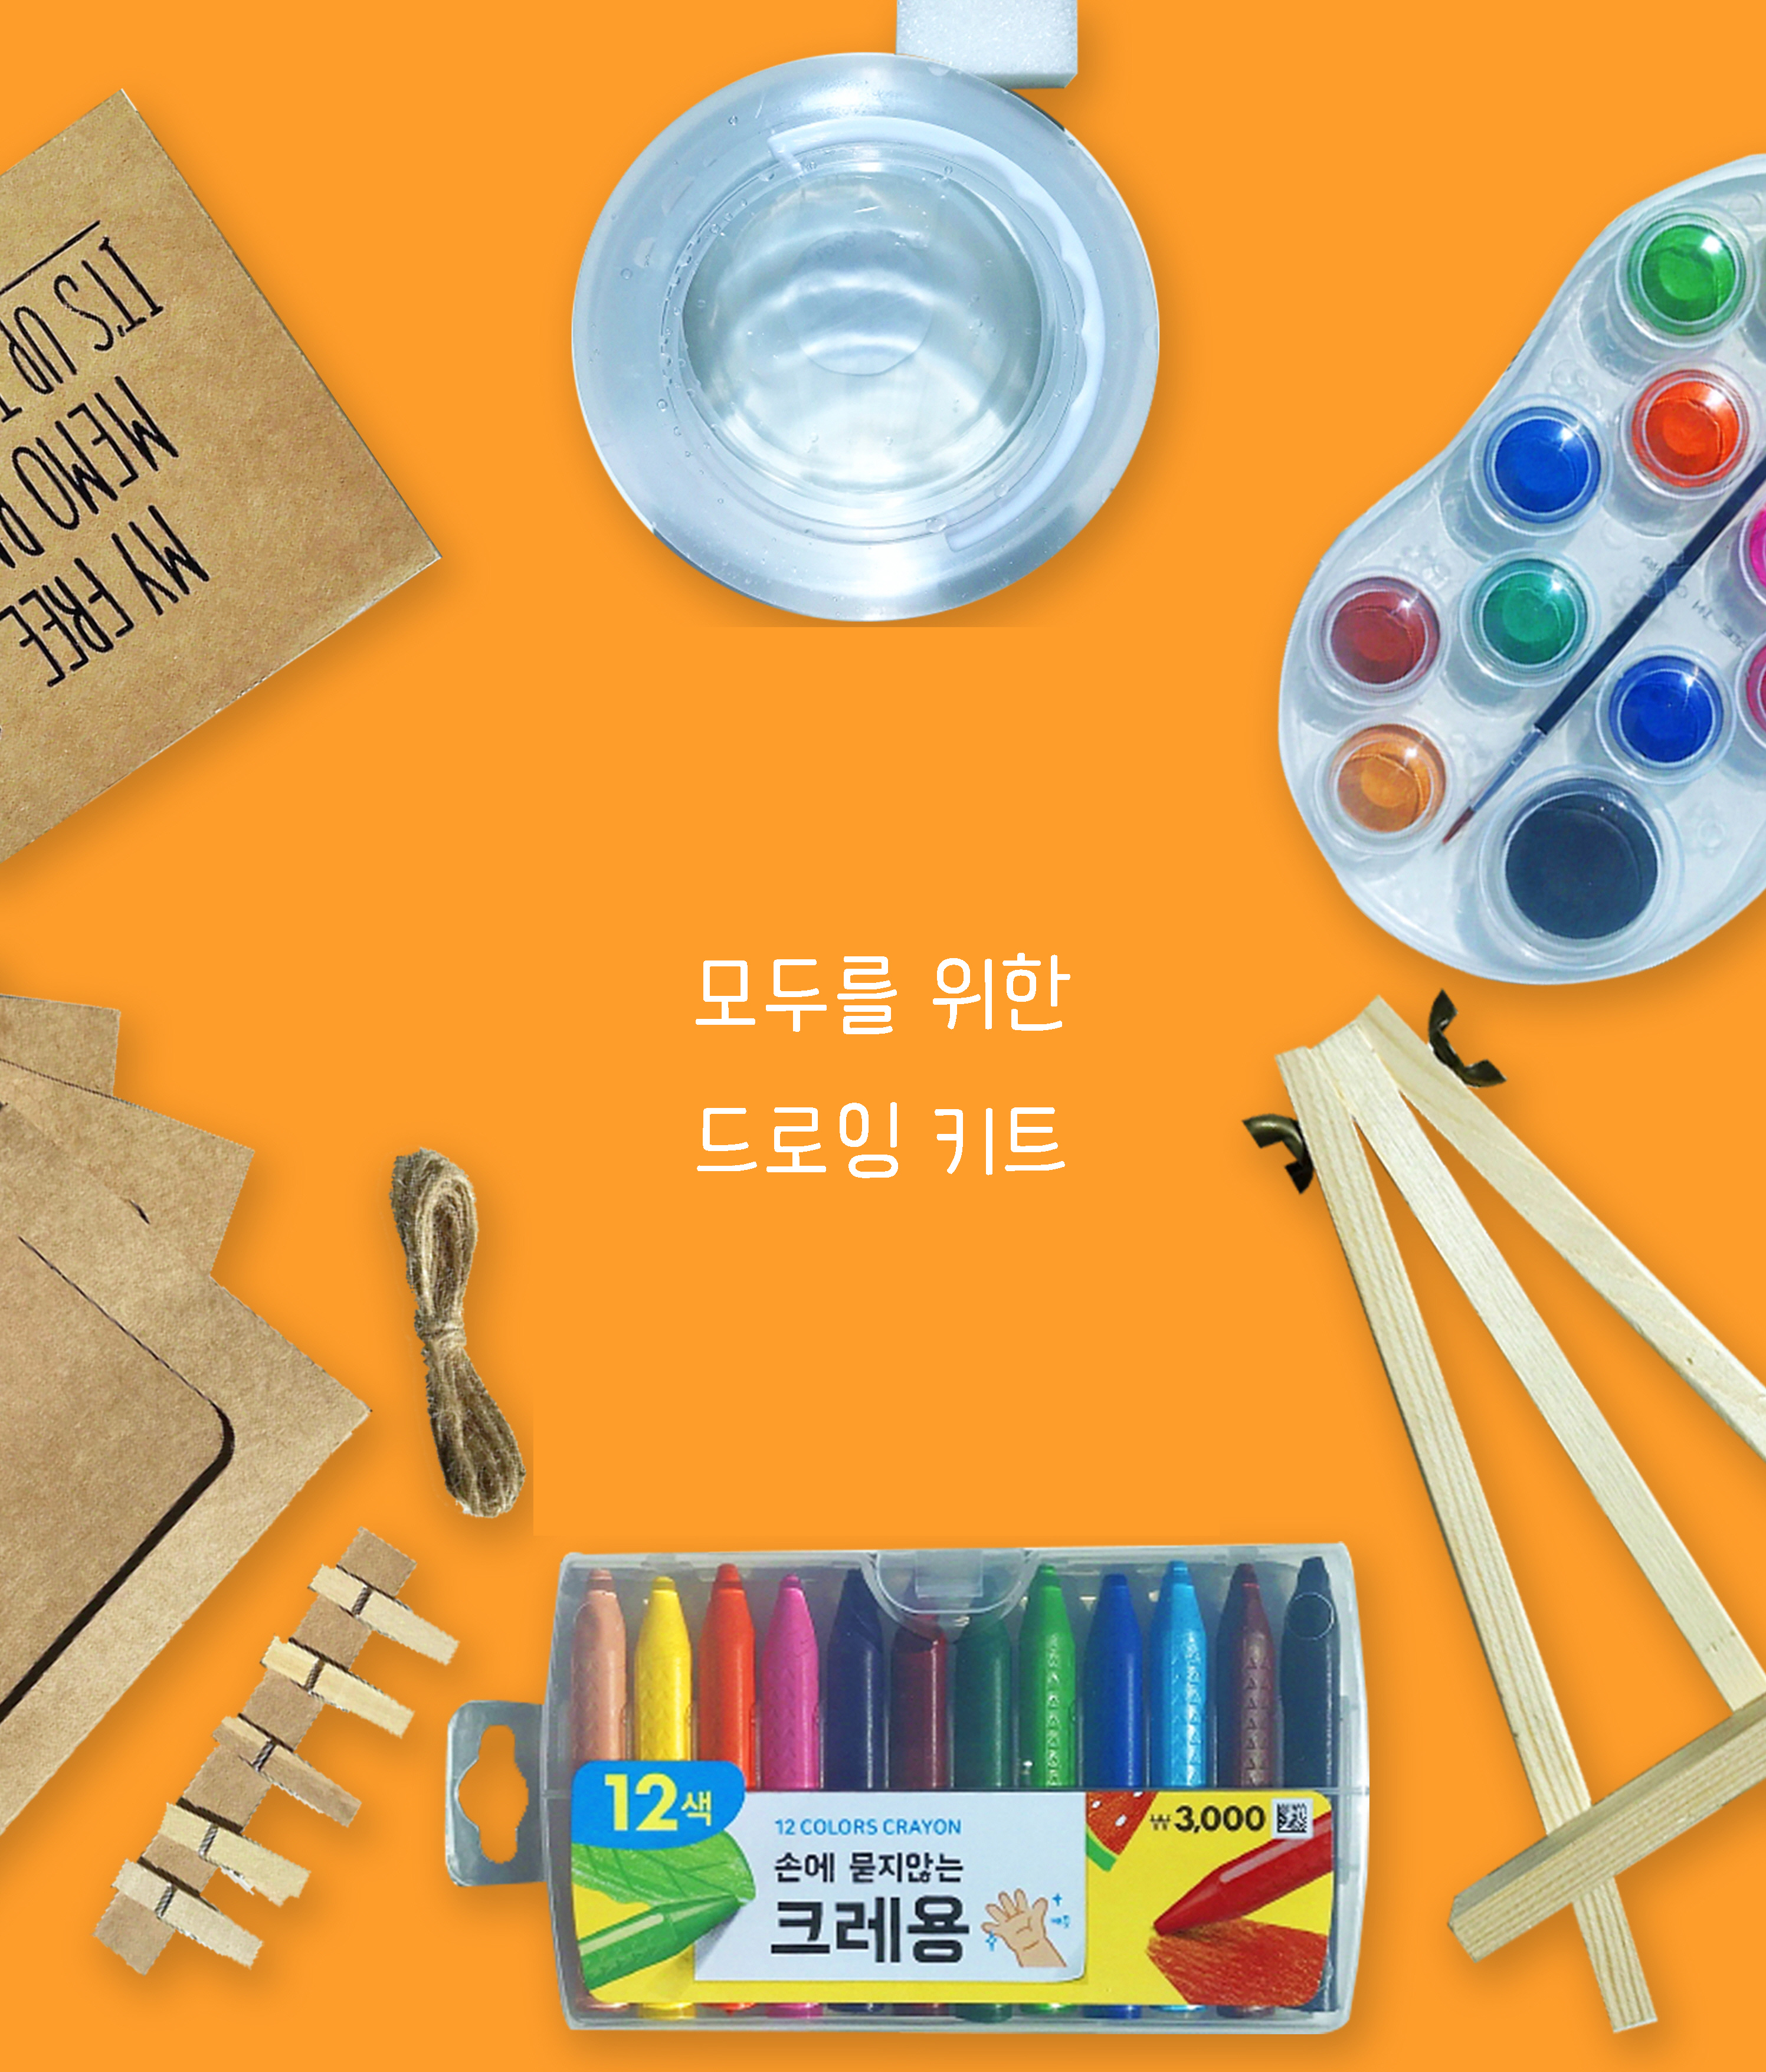 IT'S UP T
MEMO
MY FREE
모두를 위한
드로잉 키트
12색
12 COLORS CRAYON
₩3,000
손에 묻지않는
크레용